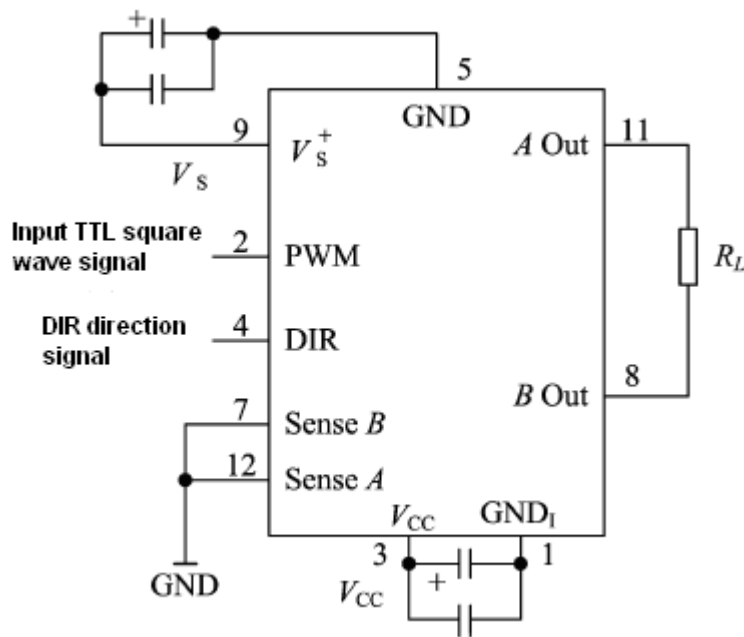 +
5
GND
9
V_S^+
A Out
11
V_S
Input TTL square
wave signal
2
PWM
R_L
DIR direction
signal
4
DIR
7
Sense B
B Out
8
12
Sense A
V_CC
GND_I
GND
3
1
V_CC
+